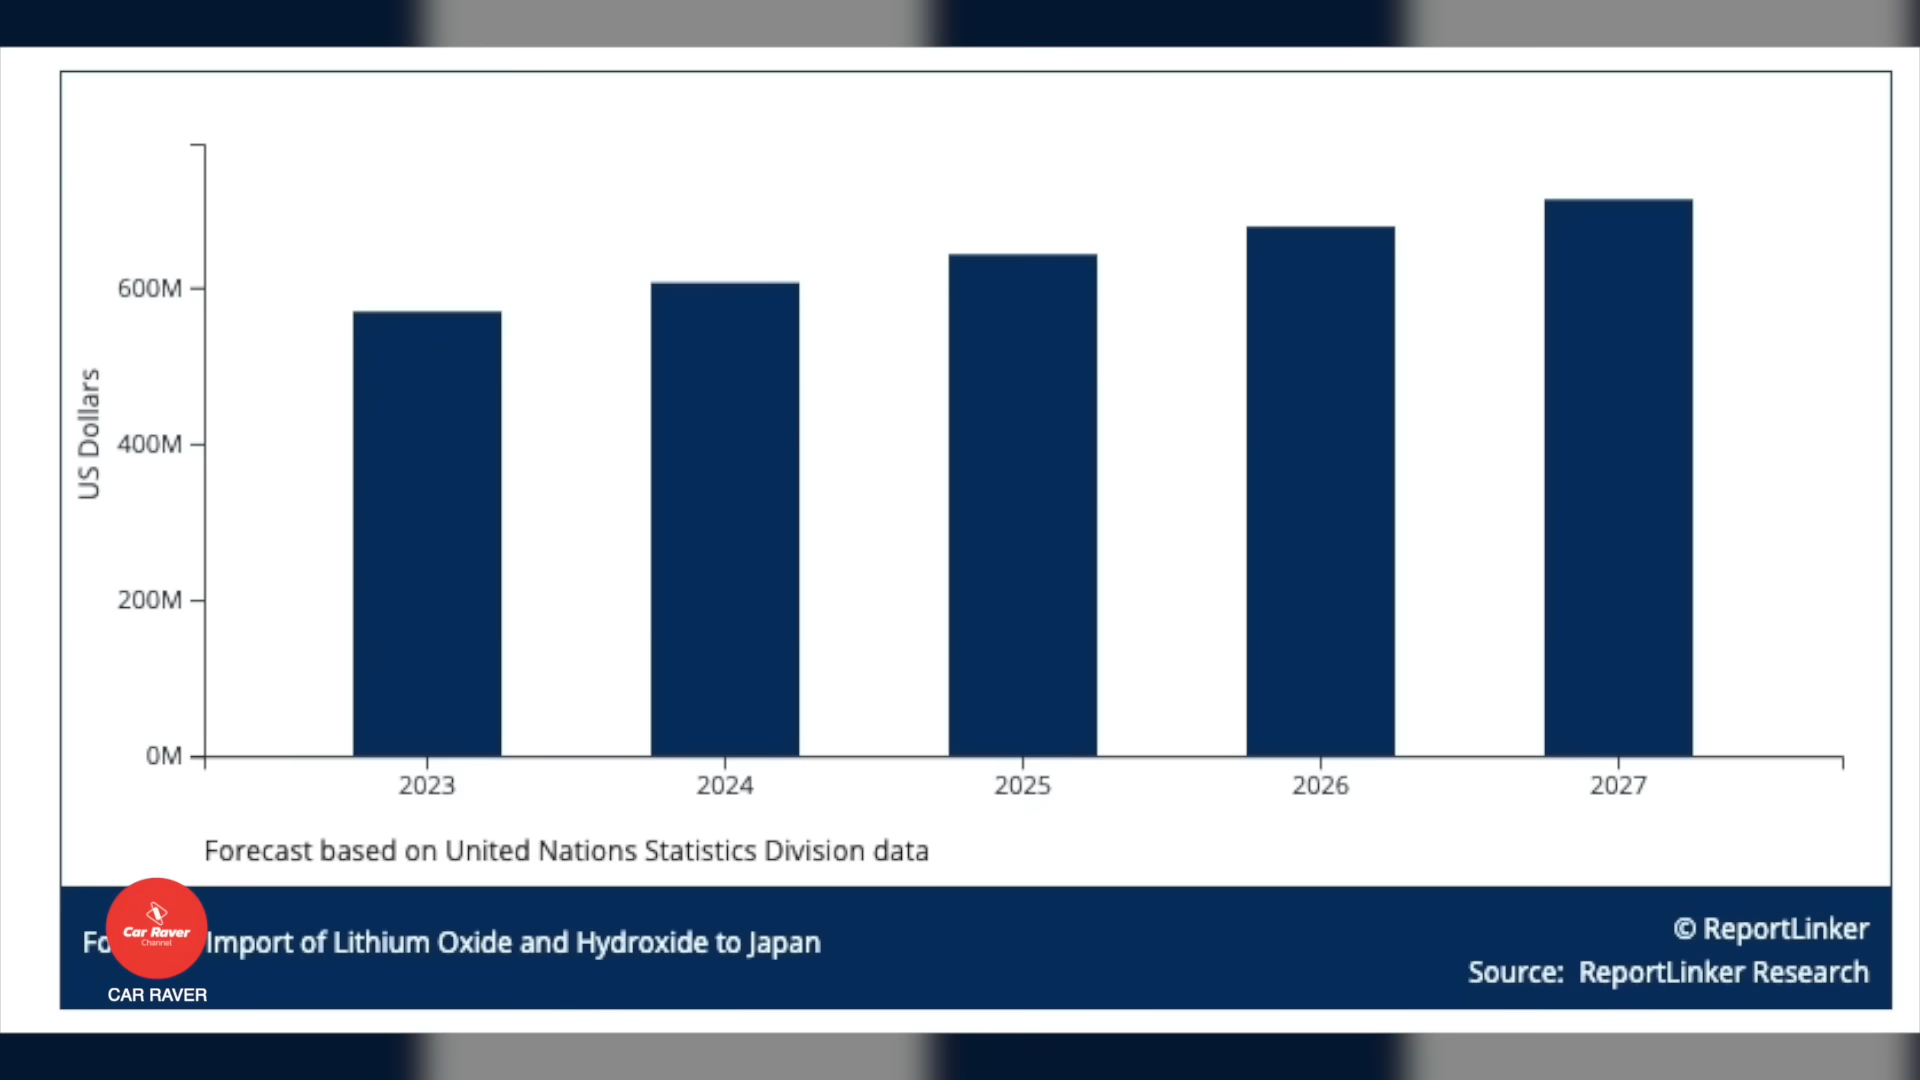 600M
400M
200M
0M
US Dollars
2023 2024 2025 2026 2027
Forecast based on United Nations Statistics Division data
Import of Lithium Oxide and Hydroxide to Japan
© ReportLinker
Source: ReportLinker Research
Car Raver
Channel
CAR RAVER